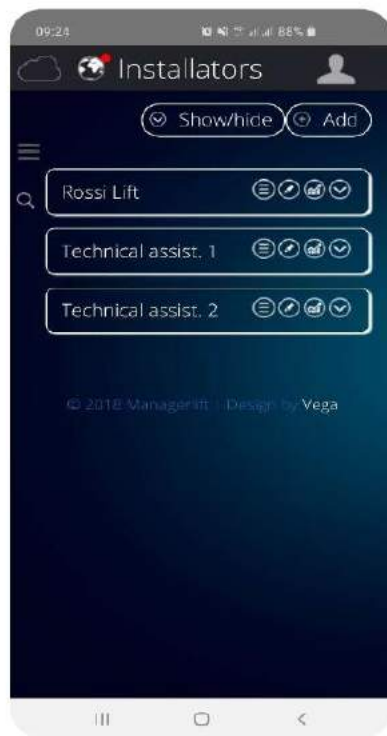 09:24 88%
Installators
Show/hide Add
Rossi Lift
Technical assist. 1
Technical assist. 2
© 2018 Managerlift - Design by Vega